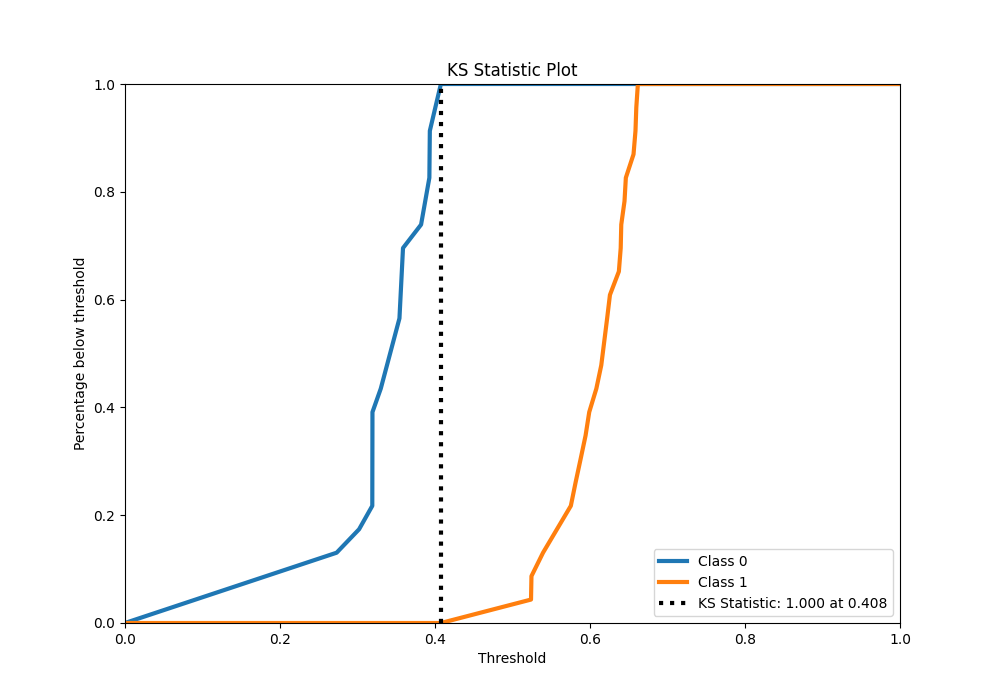 KS Statistic Plot
1.0
0.8
0.6
0.4
0.2
0.0
Percentage below threshold
0.0 0.2 0.4 0.6 0.8 1.0
Threshold
Class 0
Class 1
KS Statistic: 1.000 at 0.408